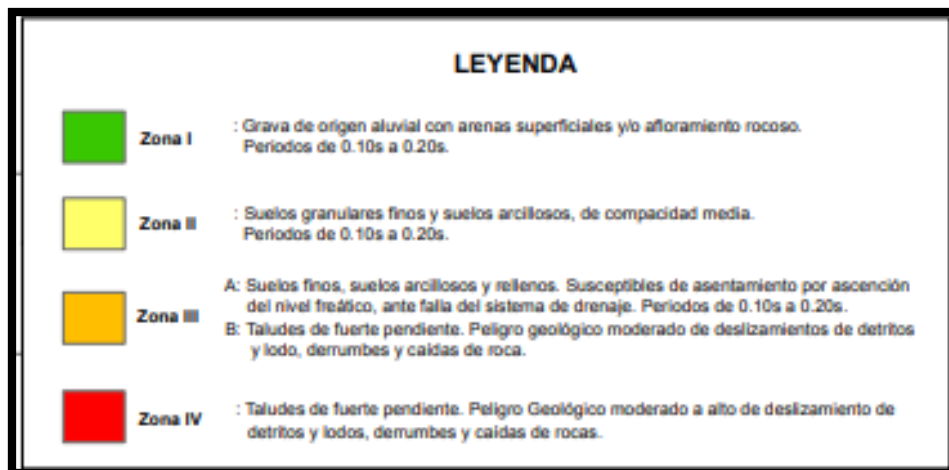 LEYENDA
Zona I
: Grava de origen aluvial con arenas superficiales y/o afloramiento rocoso.
Periodos de 0.10s a 0.20s.
Zona II
: Suelos granulares finos y suelos arcillosos, de compacidad media.
Periodos de 0.10s a 0.20s.
Zona III
A: Suelos finos, suelos arcillosos y rellenos. Susceptibles de asentamiento por ascención
del nivel freático, ante falla del sistema de drenaje. Periodos de 0.10s a 0.20s.
B: Taludes de fuerte pendiente. Peligro geológico moderado de deslizamientos de detritos
y lodo, derrumbes y caídas de roca.
Zona IV
: Taludes de fuerte pendiente. Peligro Geológico moderado a alto de deslizamiento de
detritos y lodos, derrumbes y caídas de rocas.